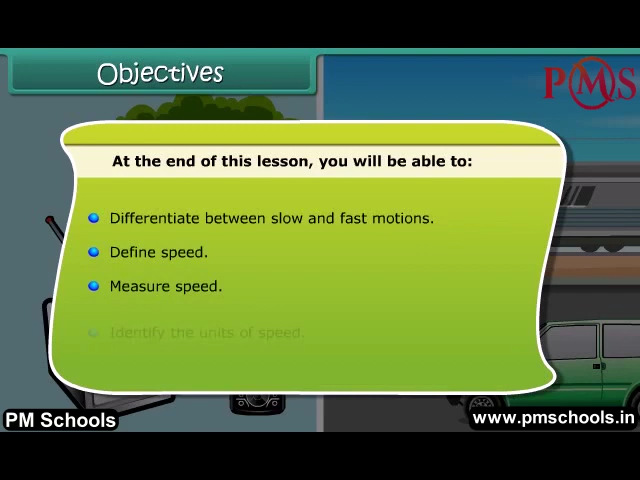 Objectives
PMS
At the end of this lesson, you will be able to:
Differentiate between slow and fast motions.
Define speed.
Measure speed.
Identify the units of speed.
PM Schools
www.pmschools.in